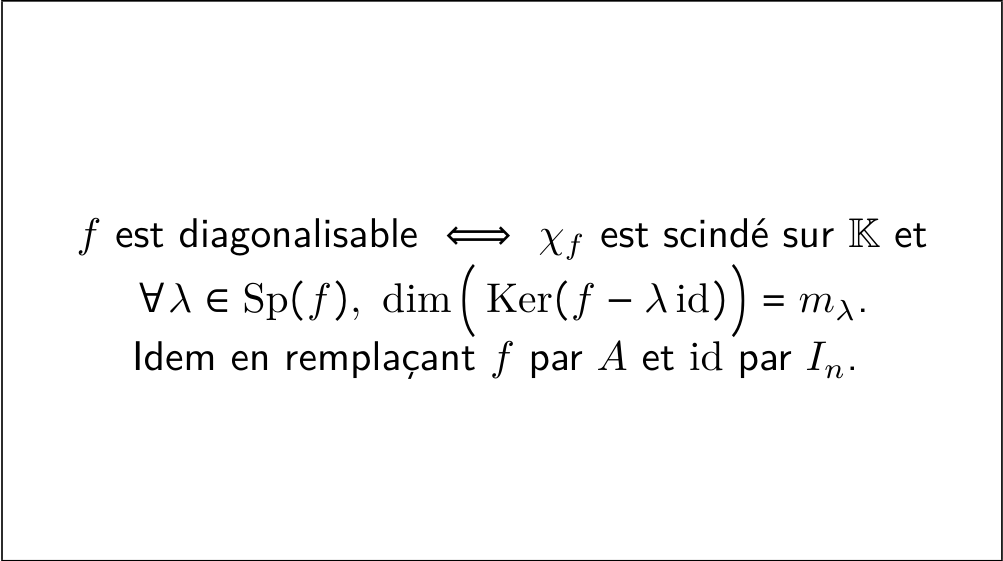 f est diagonalisable ⟺ χ_f est scindé sur 𝕂 et
∀ λ ∈ Sp(f), dim ( Ker(f − λ id) ) = m_λ.
Idem en remplaçant f par A et id par I_n.